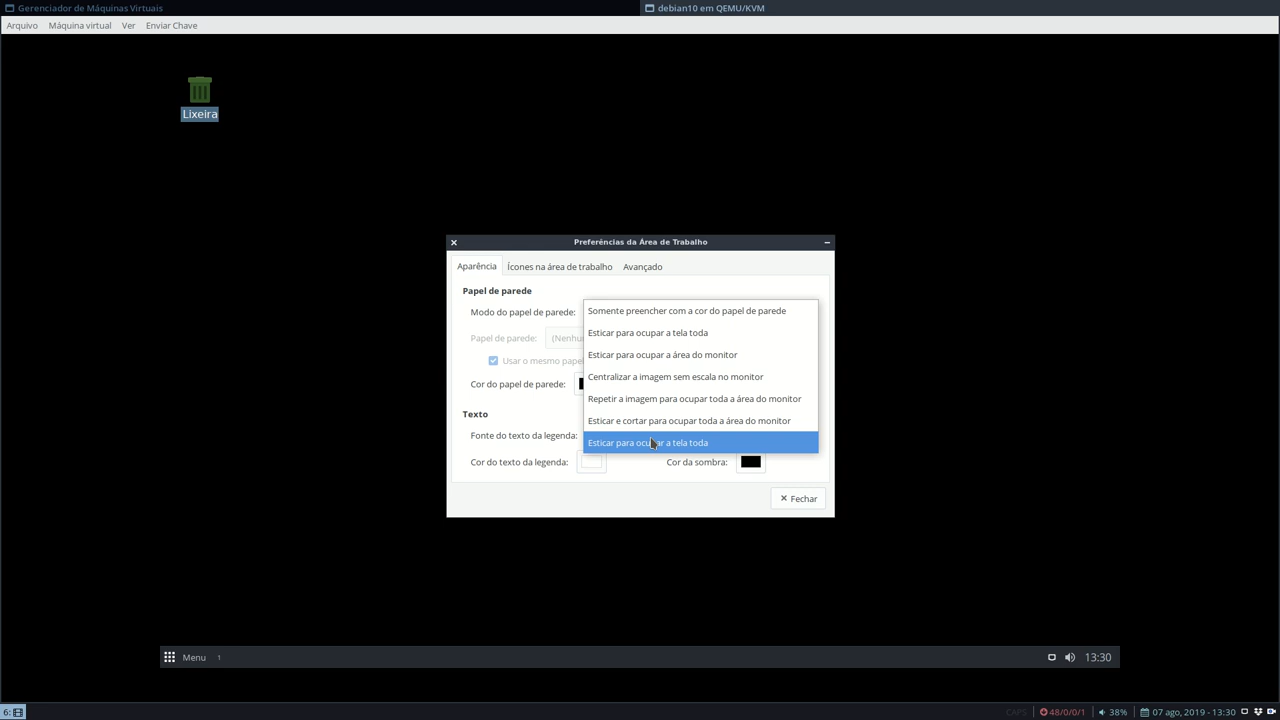 Gerenciador de Máquinas Virtuais
debian10 em QEMU/KVM
Arquivo Máquina virtual Ver Enviar Chave
Lixeira
Preferências da Área de Trabalho
Aparência Ícones na área de trabalho Avançado
Papel de parede
Modo do papel de parede:
Somente preencher com a cor do papel de parede
Esticar para ocupar a tela toda
Papel de parede: (Nenhu
Esticar para ocupar a área do monitor
Usar o mesmo pape
Centralizar a imagem sem escala no monitor
Cor do papel de parede:
Repetir a imagem para ocupar toda a área do monitor
Texto
Esticar e cortar para ocupar toda a área do monitor
Fonte do texto da legenda:
Esticar para ocupar a tela toda
Cor do texto da legenda: Cor da sombra:
Fechar
Menu 1 13:30
6: CAPS 48/0/0/1 38% 07 ago, 2019 - 13:30